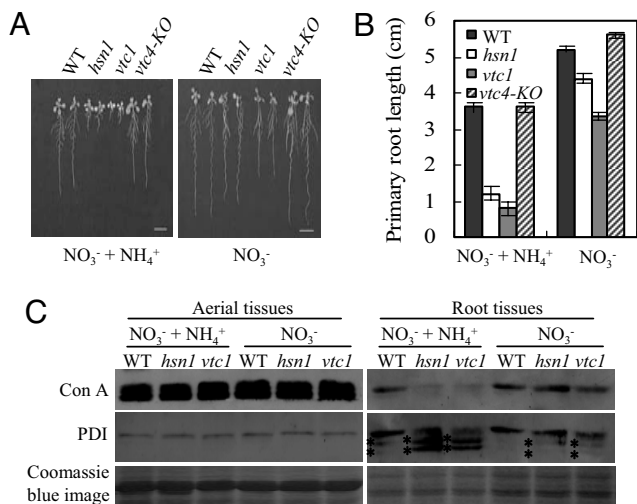 A
WT
hsn1
vtc1
vtc4-KO
WT
hsn1
vtc1
vtc4-KO
NO₃⁻ + NH₄⁺
NO₃⁻
B
Primary root length (cm)
6
5
4
3
2
1
0
WT
hsn1
vtc1
vtc4-KO
NO₃⁻ + NH₄⁺
NO₃⁻
C
Aerial tissues
Root tissues
NO₃⁻ + NH₄⁺
NO₃⁻
NO₃⁻ + NH₄⁺
NO₃⁻
WT hsn1 vtc1 WT hsn1 vtc1
WT hsn1 vtc1 WT hsn1 vtc1
Con A
PDI
* * * * *
* * * * *
Coomassie
blue image